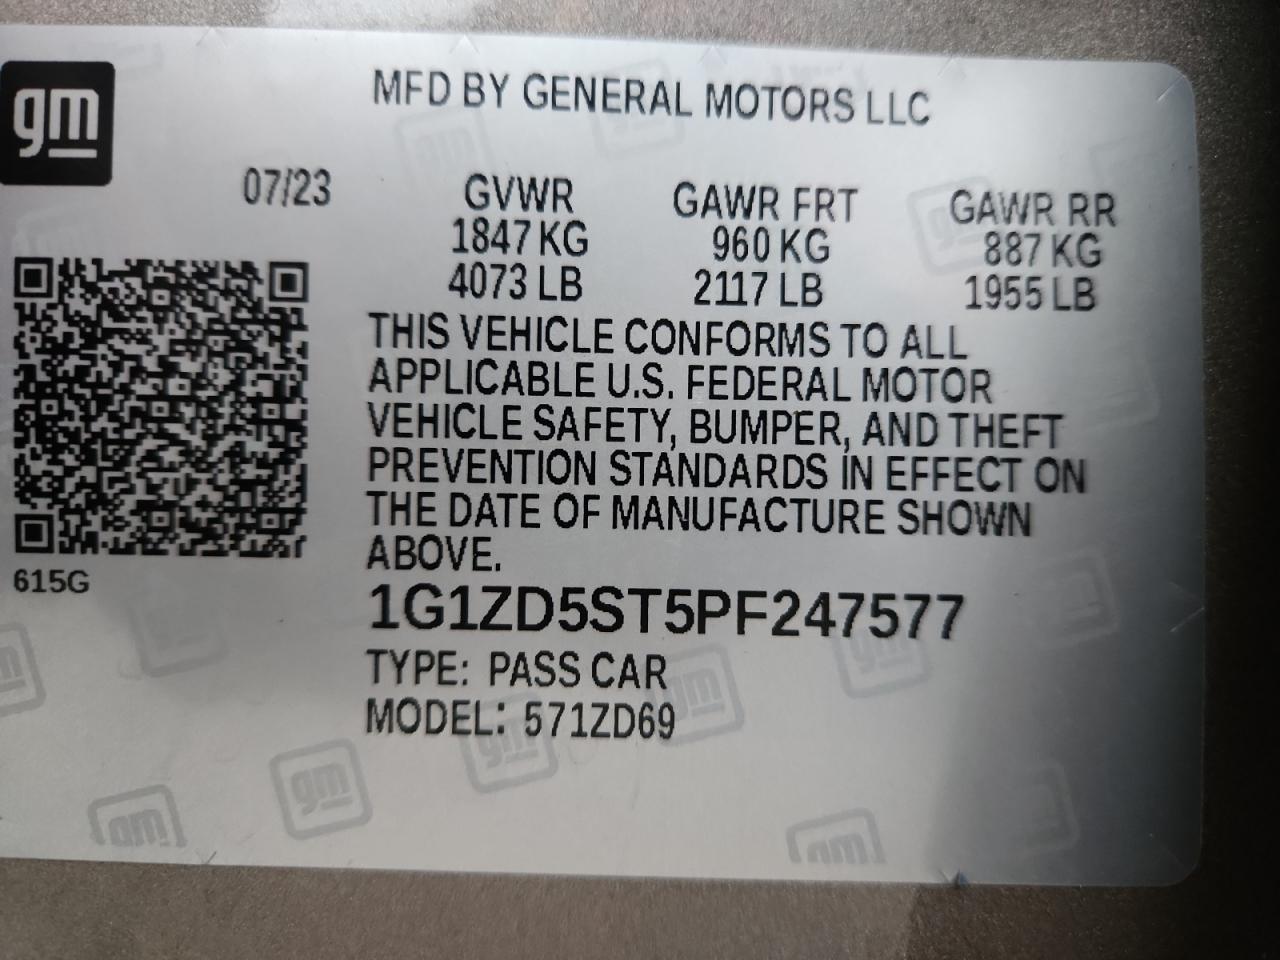 gm
MFD BY GENERAL MOTORS LLC
07/23 GVWR GAWR FRT GAWR RR
1847 KG 960 KG 887 KG
4073 LB 2117 LB 1955 LB
THIS VEHICLE CONFORMS TO ALL
APPLICABLE U.S. FEDERAL MOTOR
VEHICLE SAFETY, BUMPER, AND THEFT
PREVENTION STANDARDS IN EFFECT ON
THE DATE OF MANUFACTURE SHOWN
ABOVE.
615G
1G1ZD5ST5PF247577
TYPE: PASS CAR
MODEL: 571ZD69